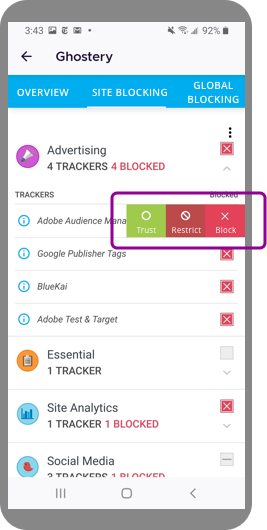 3:43 92%
Ghostery
OVERVIEW SITE BLOCKING GLOBAL BLOCKING
Advertising
4 TRACKERS 4 BLOCKED
TRACKERS Blocked
Adobe Audience Mana
Trust Restrict Block
Google Publisher Tags
BlueKai
Adobe Test & Target
Essential
1 TRACKER
Site Analytics
1 TRACKER 1 BLOCKED
Social Media
3 TRACKERS 1 BLOCKED